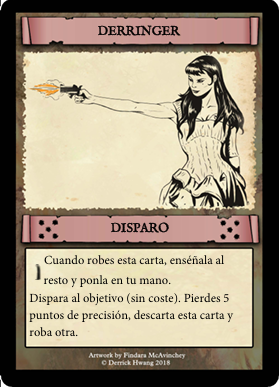 DERRINGER
DISPARO
Cuando robes esta carta, enséñala al
resto y ponla en tu mano.
Dispara al objetivo (sin coste). Pierdes 5
puntos de precisión, descarta esta carta y
roba otra.
Artwork by Findara McAvinchey
© Derrick Hwang 2018